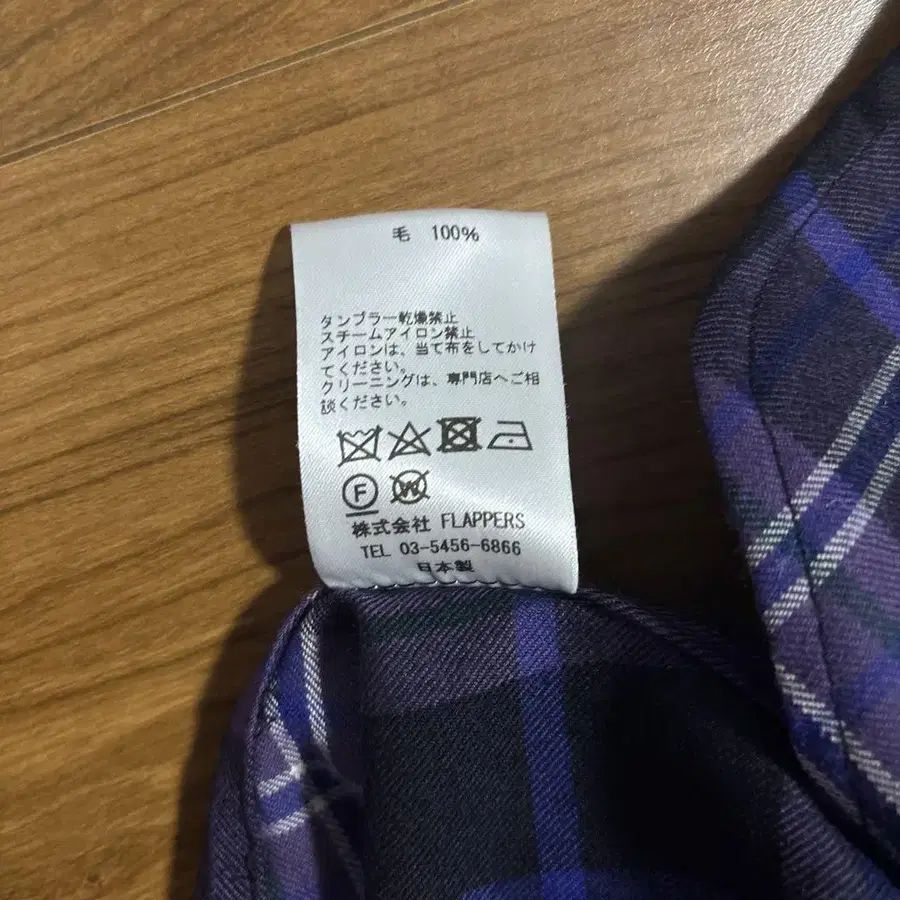 毛 100%
タンブラー乾燥禁止
スチームアイロン禁止
アイロンは、当て布をしてかけ
てください。
クリーニングは、専門店へご相
談ください。
F W
株式会社 FLAPPERS
TEL 03-5456-6866
日本製